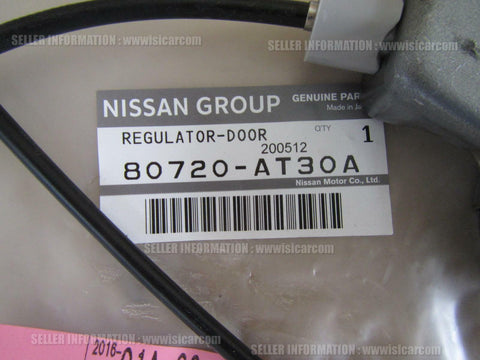 SELLER INFORMATION : www.isicar.com SELLER INFORMATION : www.isicar.com
NISSAN GROUP
GENUINE PAR
Made in Ja
REGULATOR-DOOR
Q'TY 1
200512
80720-AT30A
Nissan Motor Co., Ltd.
SELLER INFORMATION : www.isicar.com
2016-
SELLER INFORMATION : www.isicar.com SELLER INFORMATION : www.isicar.com